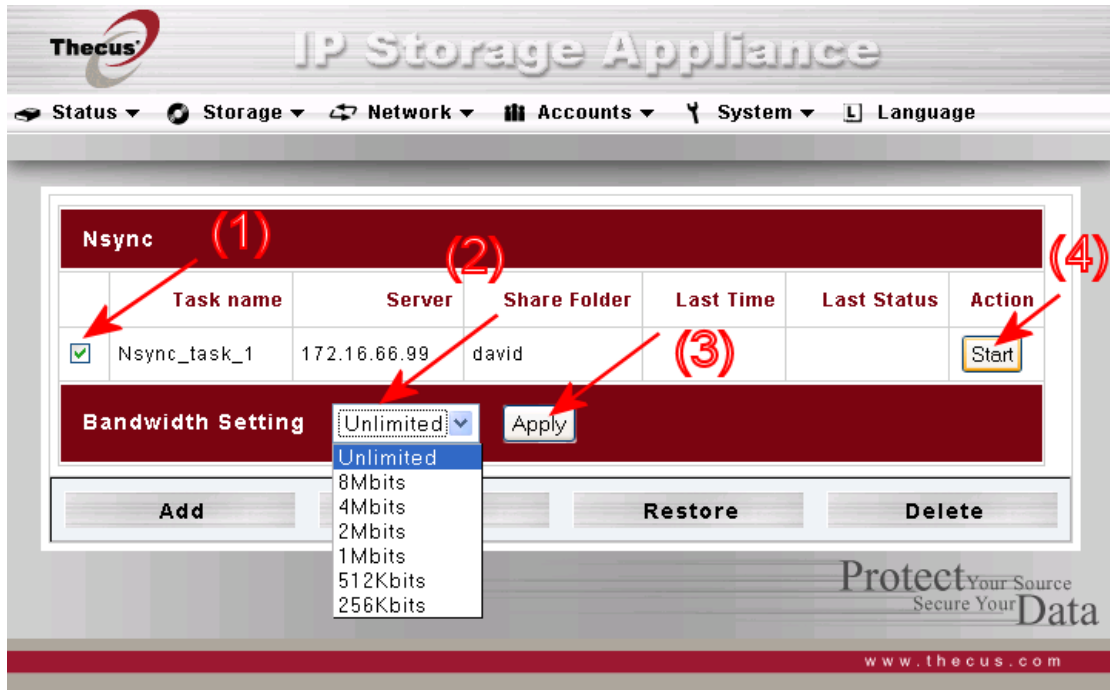 Thecus
IP Storage Appliance
Status Storage Network Accounts System L Language
Nsync (1) (2) (4)
Task name Server Share Folder Last Time Last Status Action
Nsync_task_1 172.16.66.99 david (3) Start
Bandwidth Setting Unlimited Apply
Unlimited
8Mbits
4Mbits
2Mbits
1Mbits
512Kbits
256Kbits
Add Restore Delete
Protect Your Source
Secure Your Data
www.thecus.com